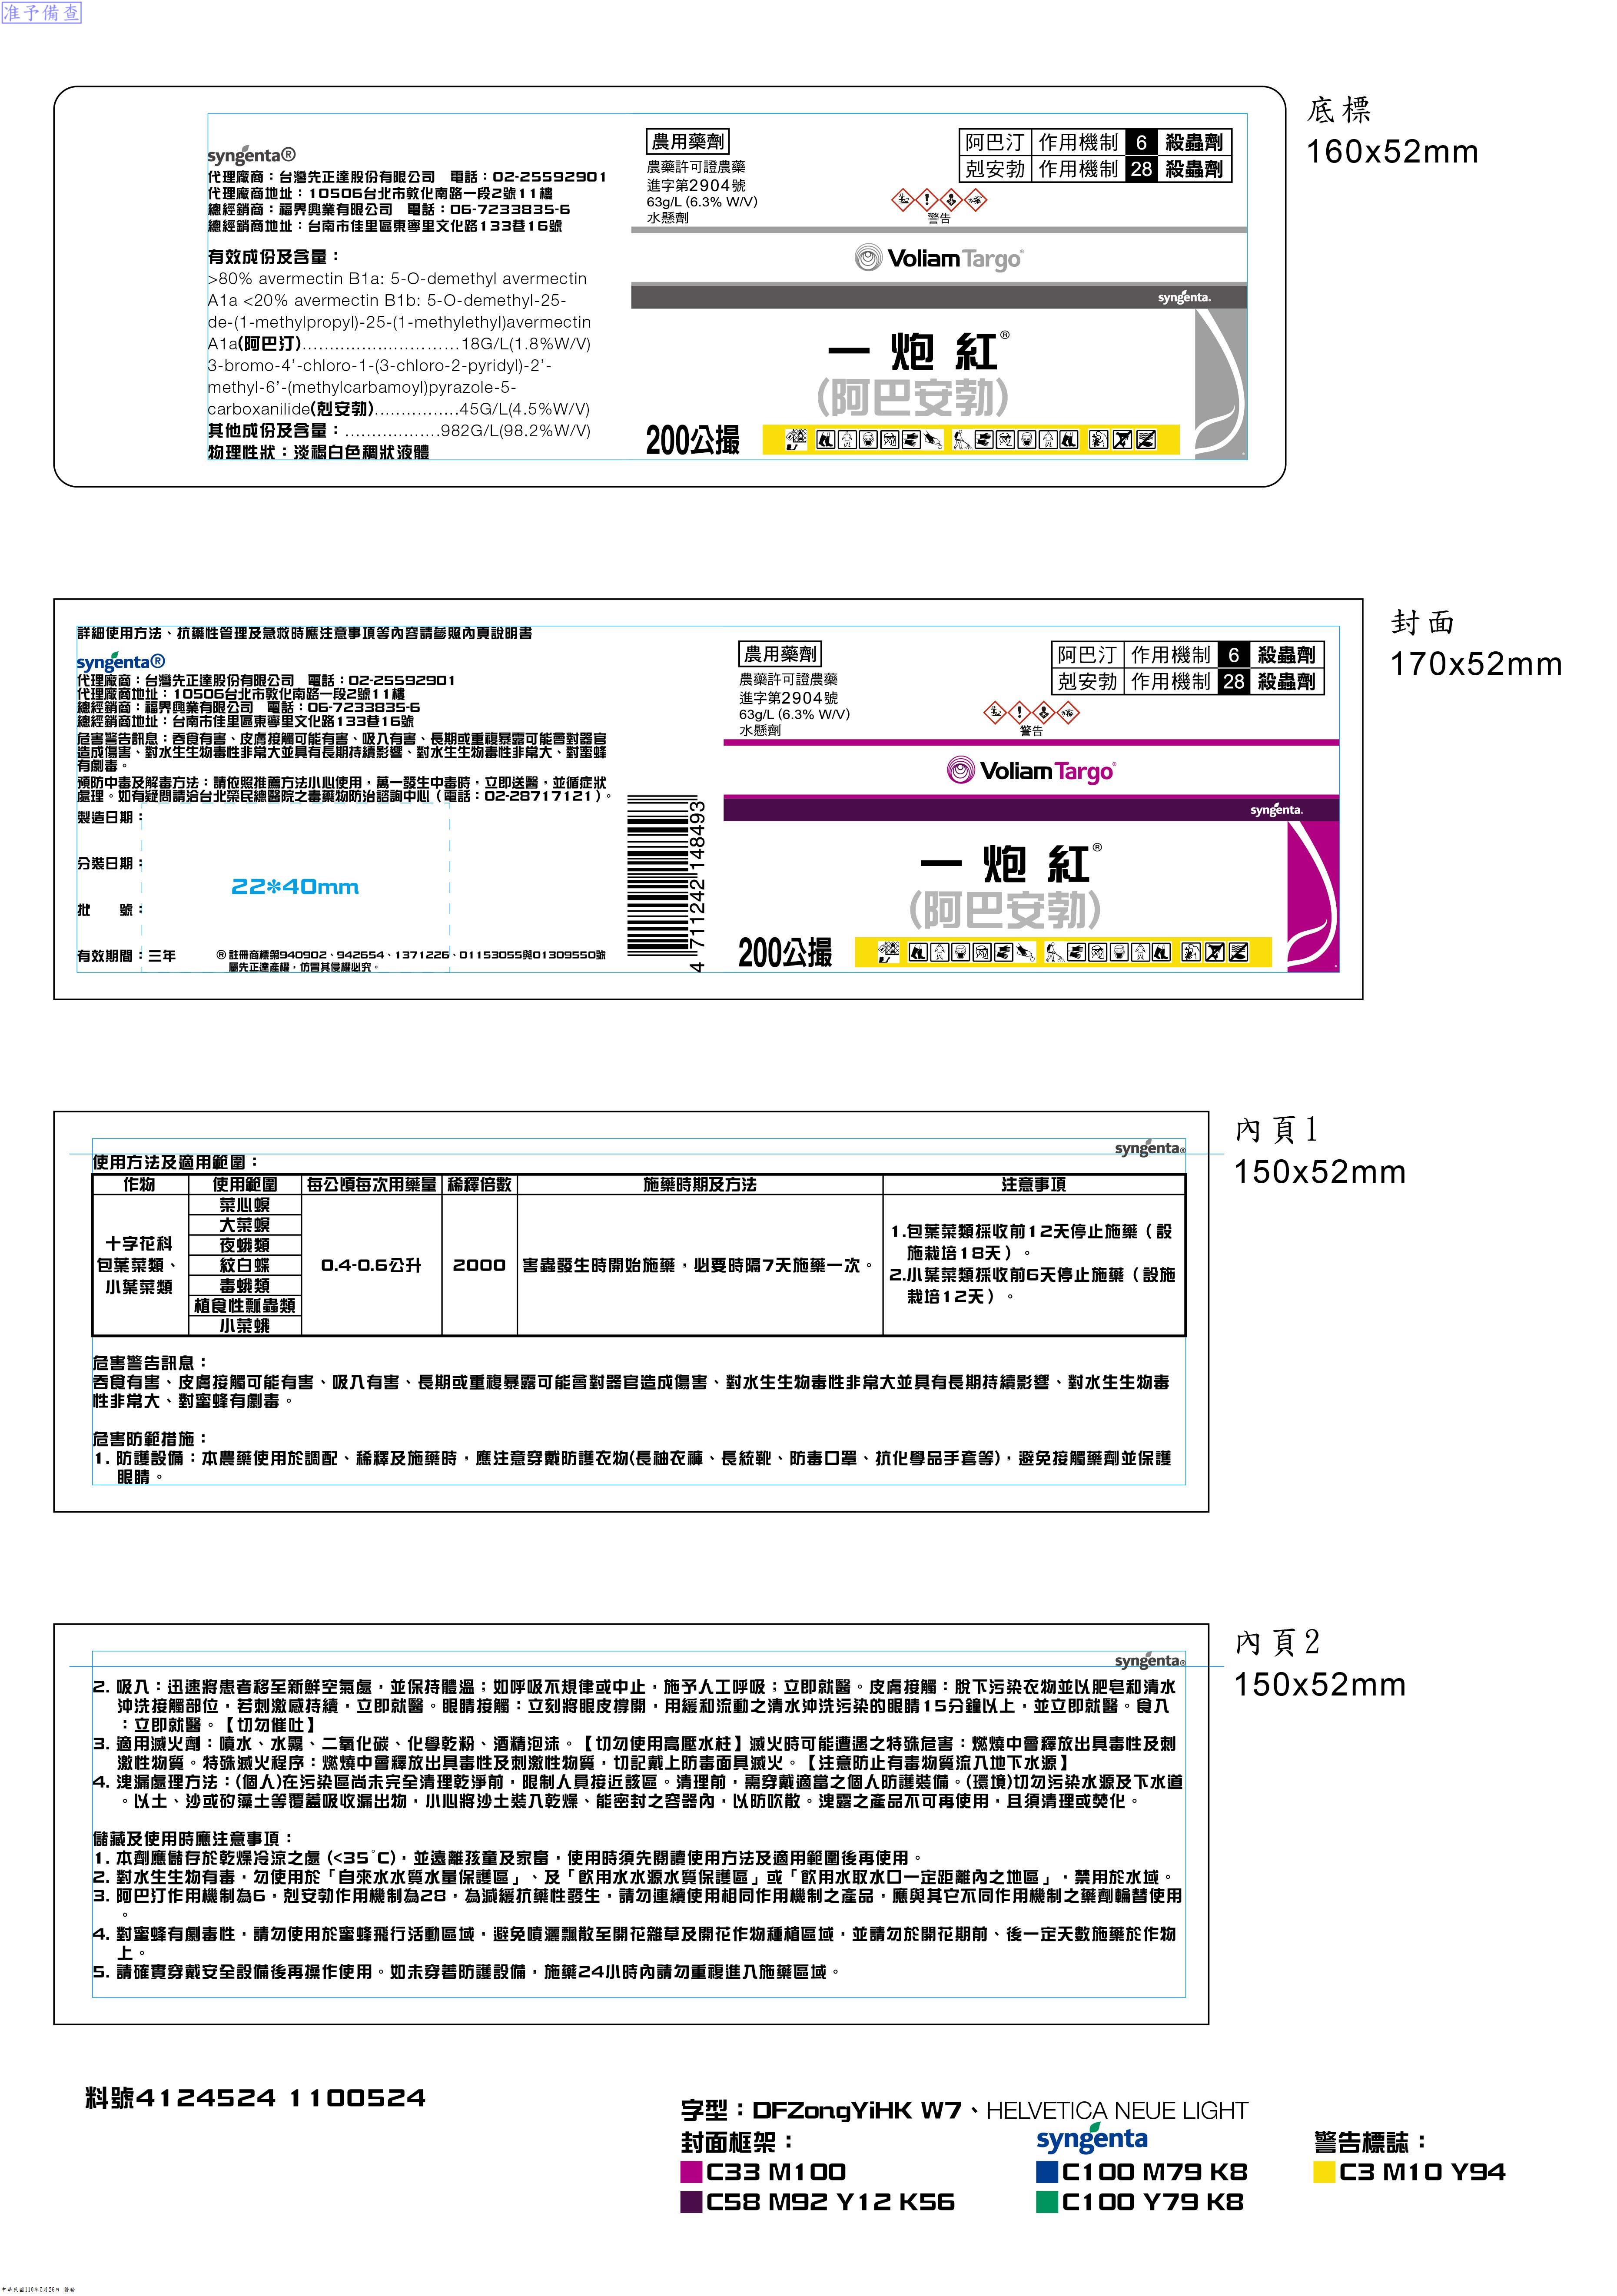 准予備查
底標
160x52mm
syngenta®
代理廠商：台灣先正達股份有限公司　電話：02-25592901
代理廠商地址：10506台北市敦化南路一段2號11樓
總經銷商：福界興業有限公司　電話：06-7233835-6
總經銷商地址：台南市佳里區東寧里文化路133巷16號
有效成份及含量：
>80% avermectin B1a: 5-O-demethyl avermectin
A1a <20% avermectin B1b: 5-O-demethyl-25-
de-(1-methylpropyl)-25-(1-methylethyl)avermectin
A1a(阿巴汀)..............................18G/L(1.8%W/V)
3-bromo-4'-chloro-1-(3-chloro-2-pyridyl)-2'-
methyl-6'-(methylcarbamoyl)pyrazole-5-
carboxanilide(剋安勃)................45G/L(4.5%W/V)
其他成份及含量：..................982G/L(98.2%W/V)
物理性狀：淡褐白色稠狀液體
農用藥劑
農藥許可證農藥
進字第2904號
63g/L (6.3% W/V)
水懸劑
阿巴汀 作用機制 6 殺蟲劑
剋安勃 作用機制 28 殺蟲劑
警告
VoliamTargo®
syngenta.
一炮紅®
(阿巴安勃)
200公撮
封面
170x52mm
詳細使用方法、抗藥性管理及急救時應注意事項等內容請參照內頁說明書
syngenta®
代理廠商：台灣先正達股份有限公司　電話：02-25592901
代理廠商地址：10506台北市敦化南路一段2號11樓
總經銷商：福界興業有限公司　電話：06-7233835-6
總經銷商地址：台南市佳里區東寧里文化路133巷16號
危害警告訊息：吞食有害、皮膚接觸可能有害、吸入有害、長期或重複暴露可能會對器官
造成傷害、對水生生物毒性非常大並具有長期持續影響、對水生生物毒性非常大、對蜜蜂
有劇毒。
預防中毒及解毒方法：請依照推薦方法小心使用，萬一發生中毒時，立即送醫，並循症狀
處理。如有疑問請洽台北榮民總醫院之毒藥物防治諮詢中心（電話：02-28717121）。
製造日期：
分裝日期：
22*40mm
批　號：
有效期間：三年
® 註冊商標第940902、942654、1371226、01153055與01309550號
屬先正達產權，仿冒其侵權必究。
4 711242 148493
農用藥劑
農藥許可證農藥
進字第2904號
63g/L (6.3% W/V)
水懸劑
阿巴汀 作用機制 6 殺蟲劑
剋安勃 作用機制 28 殺蟲劑
警告
VoliamTargo®
syngenta.
一炮紅®
(阿巴安勃)
200公撮
內頁1
150x52mm
syngenta®
使用方法及適用範圍：
作物 使用範圍 每公頃每次用藥量 稀釋倍數 施藥時期及方法 注意事項
十字花科
包葉菜類、
小葉菜類
菜心螟
大菜螟
夜蛾類
紋白蝶
毒蛾類
植食性瓢蟲類
小菜蛾
0.4-0.6公升
2000
害蟲發生時開始施藥，必要時隔7天施藥一次。
1.包葉菜類採收前12天停止施藥（設
施栽培18天）。
2.小葉菜類採收前6天停止施藥（設施
栽培12天）。
危害警告訊息：
吞食有害、皮膚接觸可能有害、吸入有害、長期或重複暴露可能會對器官造成傷害、對水生生物毒性非常大並具有長期持續影響、對水生生物毒
性非常大、對蜜蜂有劇毒。
危害防範措施：
1. 防護設備：本農藥使用於調配、稀釋及施藥時，應注意穿戴防護衣物(長袖衣褲、長統靴、防毒口罩、抗化學品手套等)，避免接觸藥劑並保護
眼睛。
內頁2
150x52mm
syngenta®
2. 吸入：迅速將患者移至新鮮空氣處，並保持體溫；如呼吸不規律或中止，施予人工呼吸；立即就醫。皮膚接觸：脫下污染衣物並以肥皂和清水
沖洗接觸部位，若刺激感持續，立即就醫。眼睛接觸：立刻將眼皮撐開，用緩和流動之清水沖洗污染的眼睛15分鐘以上，並立即就醫。食入
：立即就醫。【切勿催吐】
3. 適用滅火劑：噴水、水霧、二氧化碳、化學乾粉、酒精泡沫。【切勿使用高壓水柱】滅火時可能遭遇之特殊危害：燃燒中會釋放出具毒性及刺
激性物質。特殊滅火程序：燃燒中會釋放出具毒性及刺激性物質，切記戴上防毒面具滅火。【注意防止有毒物質流入地下水源】
4. 洩漏處理方法：(個人)在污染區尚未完全清理乾淨前，限制人員接近該區。清理前，需穿戴適當之個人防護裝備。(環境)切勿污染水源及下水道
。以土、沙或矽藻土等覆蓋吸收漏出物，小心將沙土裝入乾燥、能密封之容器內，以防吹散。洩露之產品不可再使用，且須清理或焚化。
儲藏及使用時應注意事項：
1. 本劑應儲存於乾燥冷涼之處 (<35°C)，並遠離孩童及家畜，使用時須先閱讀使用方法及適用範圍後再使用。
2. 對水生生物有毒，勿使用於「自來水水質水量保護區」、及「飲用水水源水質保護區」或「飲用水取水口一定距離內之地區」，禁用於水域。
3. 阿巴汀作用機制為6，剋安勃作用機制為28，為減緩抗藥性發生，請勿連續使用相同作用機制之產品，應與其它不同作用機制之藥劑輪替使用
。
4. 對蜜蜂有劇毒性，請勿使用於蜜蜂飛行活動區域，避免噴灑飄散至開花雜草及開花作物種植區域，並請勿於開花期前、後一定天數施藥於作物
上。
5. 請確實穿戴安全設備後再操作使用。如未穿著防護設備，施藥24小時內請勿重複進入施藥區域。
料號4124524 1100524
字型：DFZongYiHK W7、HELVETICA NEUE LIGHT
封面框架：
syngenta
警告標誌：
C33 M100
C100 M79 K8
C3 M10 Y94
C58 M92 Y12 K56
C100 Y79 K8